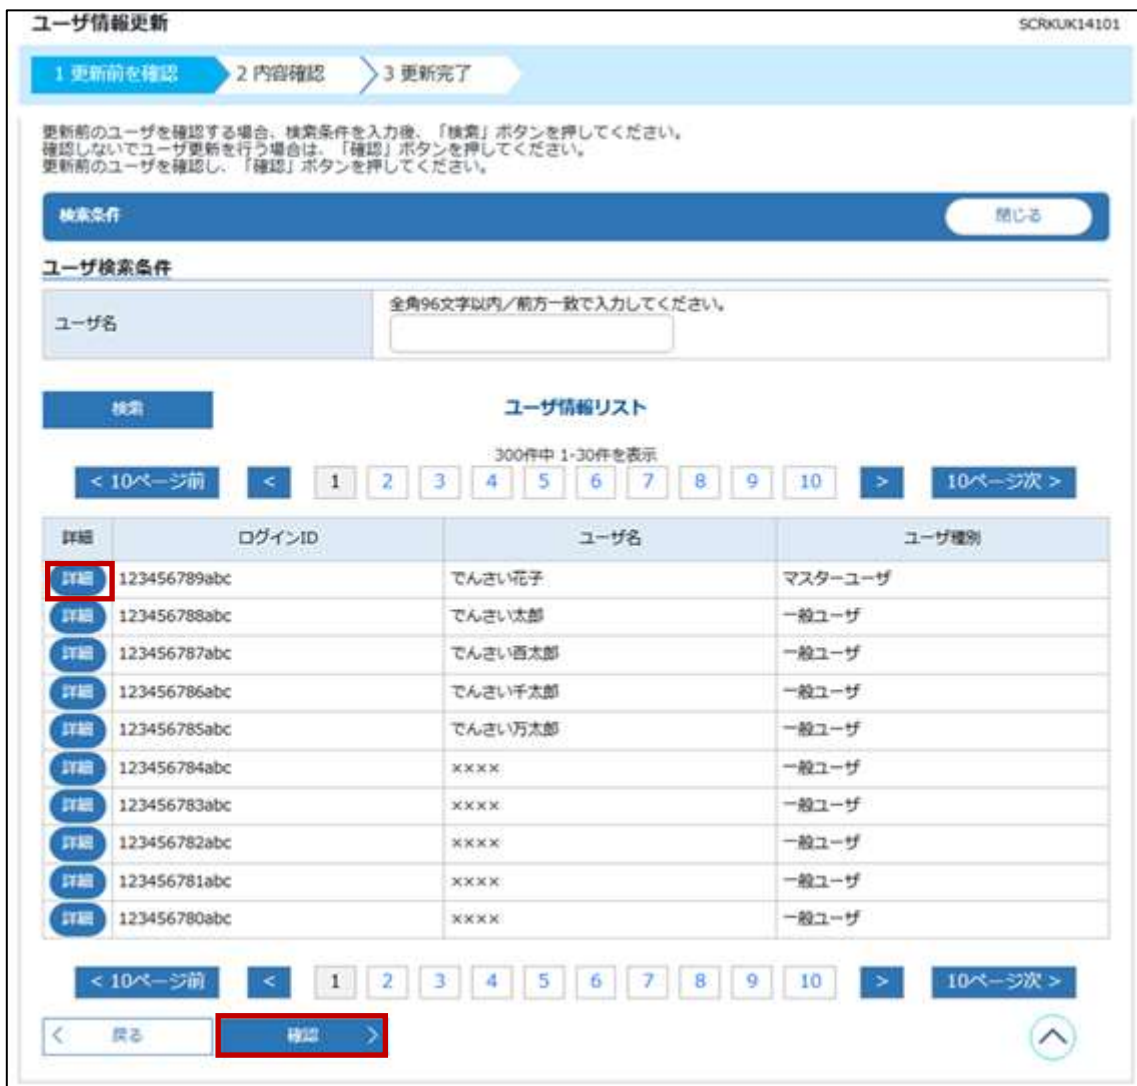 ユーザ情報更新 SCRKUK14101
1 更新前を確認 2 内容確認 3 更新完了
更新前のユーザを確認する場合、検索条件を入力後、「検索」ボタンを押してください。
確認しないでユーザ更新を行う場合は、「確認」ボタンを押してください。
更新前のユーザを確認し、「確認」ボタンを押してください。
検索条件 閉じる
ユーザ検索条件
全角96文字以内／前方一致で入力してください。
ユーザ名
検索 ユーザ情報リスト
300件中 1-30件を表示
< 10ページ前 < 1 2 3 4 5 6 7 8 9 10 > 10ページ次 >
詳細 ログインID ユーザ名 ユーザ種別
詳細 123456789abc でんさい花子 マスターユーザ
詳細 123456788abc でんさい太郎 一般ユーザ
詳細 123456787abc でんさい百太郎 一般ユーザ
詳細 123456786abc でんさい千太郎 一般ユーザ
詳細 123456785abc でんさい万太郎 一般ユーザ
詳細 123456784abc ×××× 一般ユーザ
詳細 123456783abc ×××× 一般ユーザ
詳細 123456782abc ×××× 一般ユーザ
詳細 123456781abc ×××× 一般ユーザ
詳細 123456780abc ×××× 一般ユーザ
< 10ページ前 < 1 2 3 4 5 6 7 8 9 10 > 10ページ次 >
< 戻る 確認 >